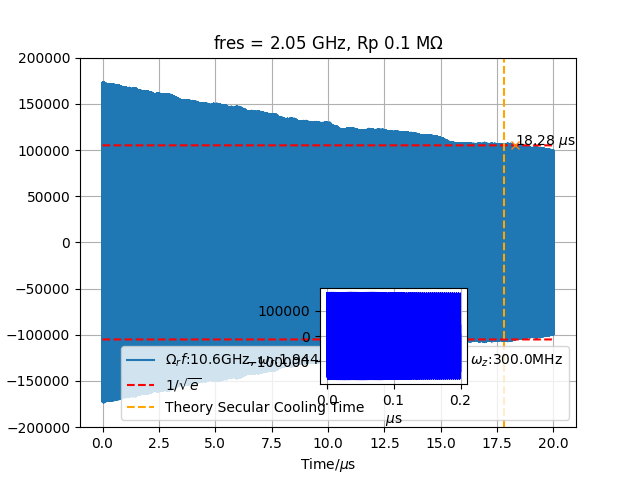 fres = 2.05 GHz, Rp 0.1 MΩ
200000
150000
100000
50000
0
−50000
−100000
−150000
−200000
18.28 μs
100000
0
−100000
0.0 0.1 0.2
μs
Ω_rf:10.6GHz, ω_z:300.0MHz
1/√e
Theory Secular Cooling Time
0.0 2.5 5.0 7.5 10.0 12.5 15.0 17.5 20.0
Time/μs